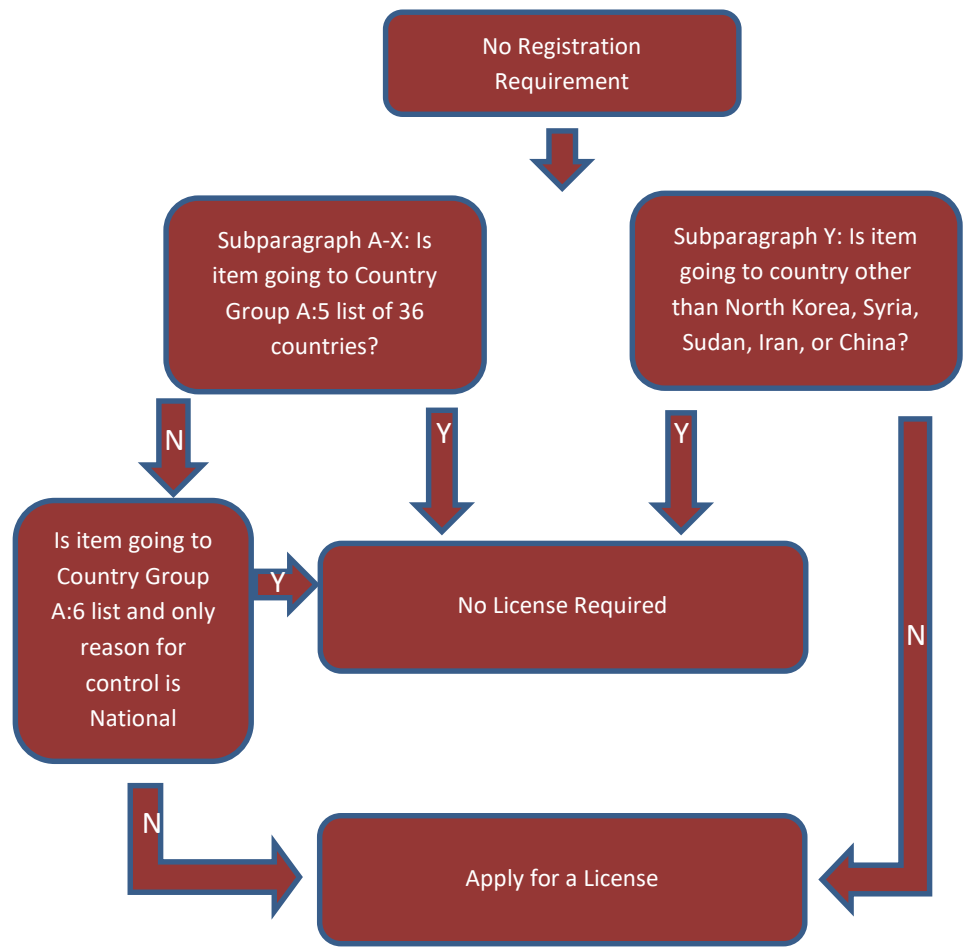 No Registration
Requirement
Subparagraph A-X: Is
item going to Country
Group A:5 list of 36
countries?
Subparagraph Y: Is item
going to country other
than North Korea, Syria,
Sudan, Iran, or China?
N
Y
Y
N
Is item going to
Country Group
A:6 list and only
reason for
control is
National
Y
No License Required
N
Apply for a License